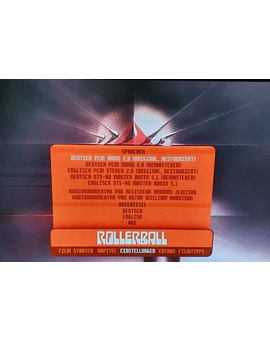 SPRACHEN
DEUTSCH PCM MONO 2.0 (ORIGINAL, RESTAURIERT)
DEUTSCH PCM MONO 2.0 (REMASTERED)
ENGLISCH PCM STEREO 2.0 (ORIGINAL, RESTAURIERT)
DEUTSCH DTS-HD MASTER AUDIO 5.1 (REMASTERED)
ENGLISCH DTS-HD MASTER AUDIO 5.1
AUDIOKOMMENTAR VON REGISSEUR NORMAN JEWISON
AUDIOKOMMENTAR VON AUTOR WILLIAM HARRISON
UNTERTITEL
DEUTSCH
ENGLISH
AUS
ROLLERBALL
FILM STARTEN KAPITEL EINSTELLUNGEN EXTRAS FILMTIPPS